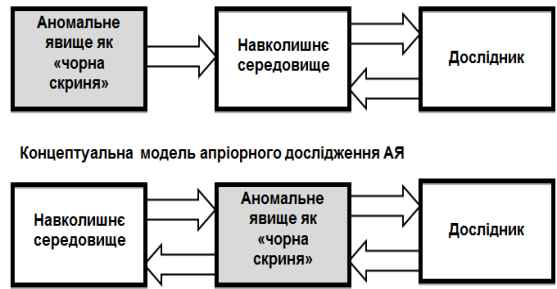 Аномальне
явище як
«чорна
скриня»
Навколишнє
середовище
Дослідник
Концептуальна модель апріорного дослідження АЯ
Навколишнє
середовище
Аномальне
явище як
«чорна
скриня»
Дослідник